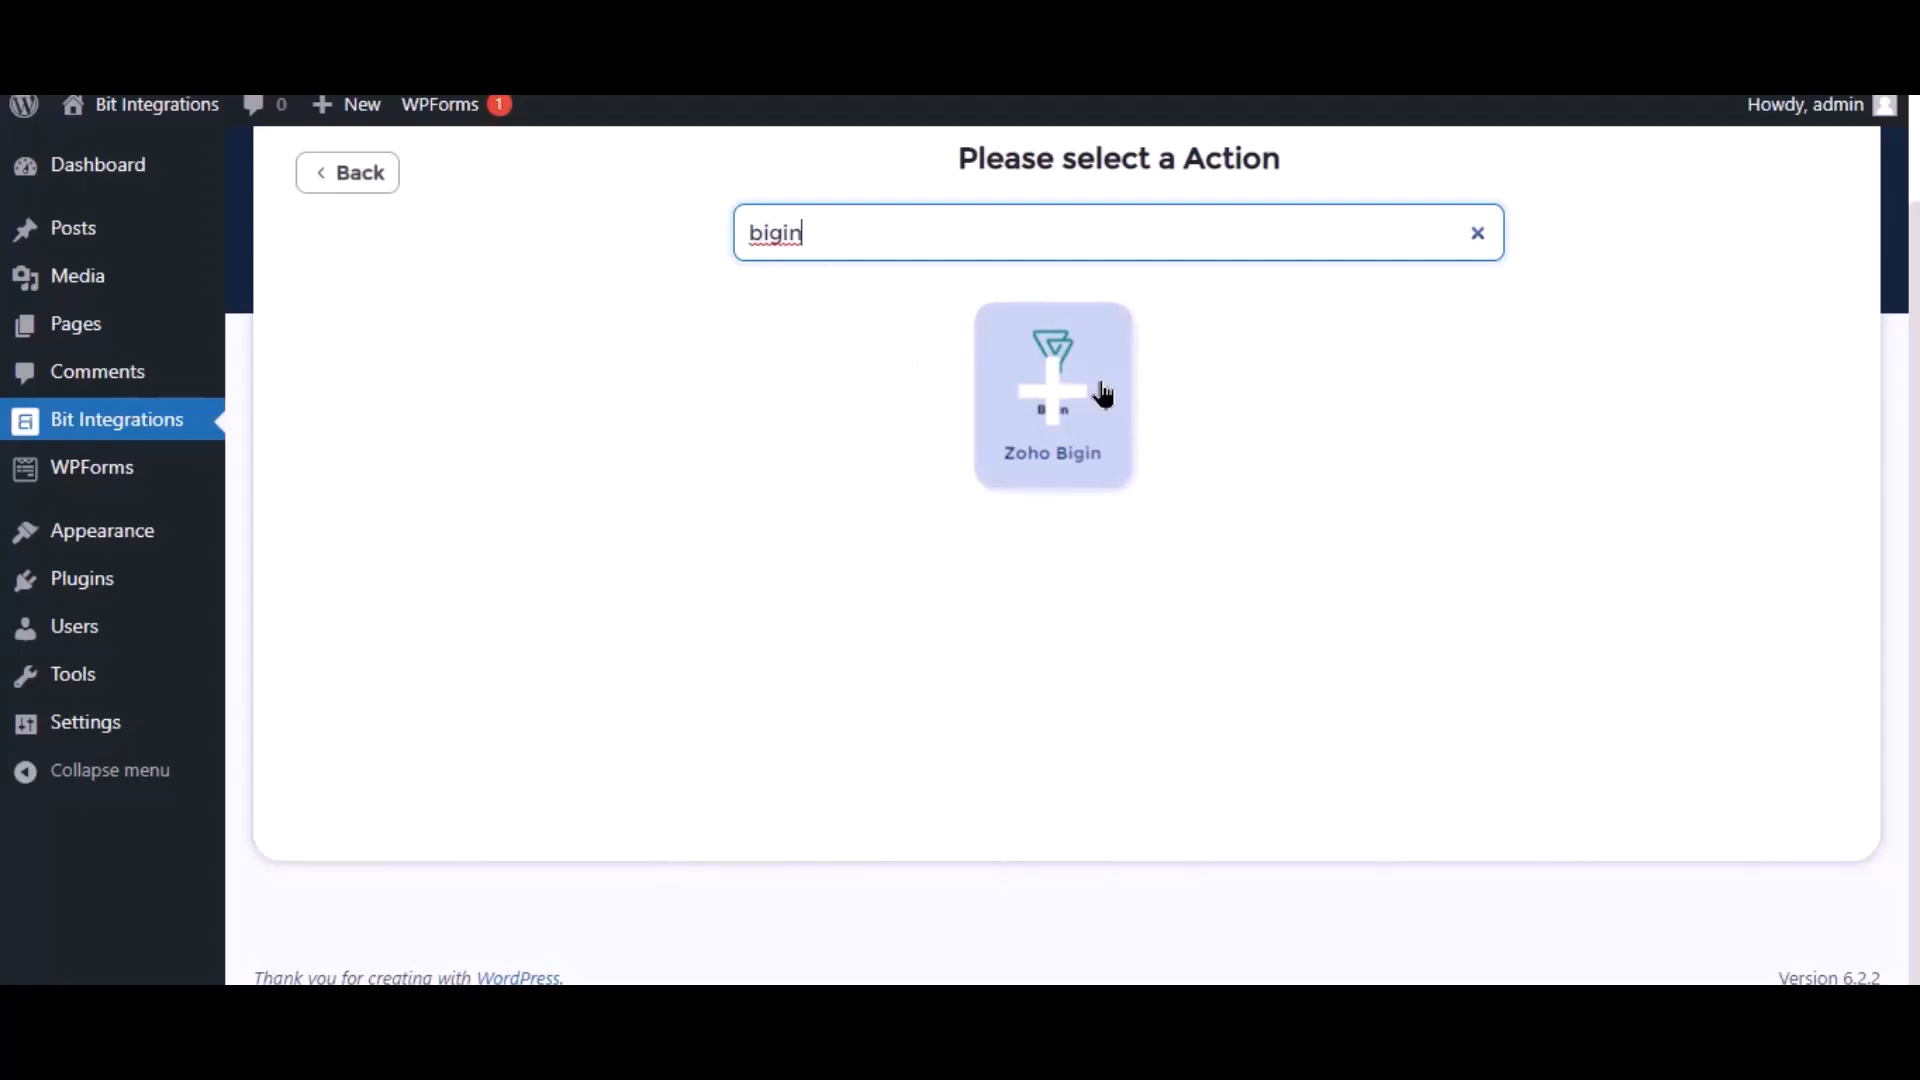 Bit Integrations 0 New WPForms 1 Howdy, admin
Dashboard
Posts
Media
Pages
Comments
Bit Integrations
WPForms
Appearance
Plugins
Users
Tools
Settings
Collapse menu
Back
Please select a Action
bigin
Zoho Bigin
Thank you for creating with WordPress.
Version 6.2.2